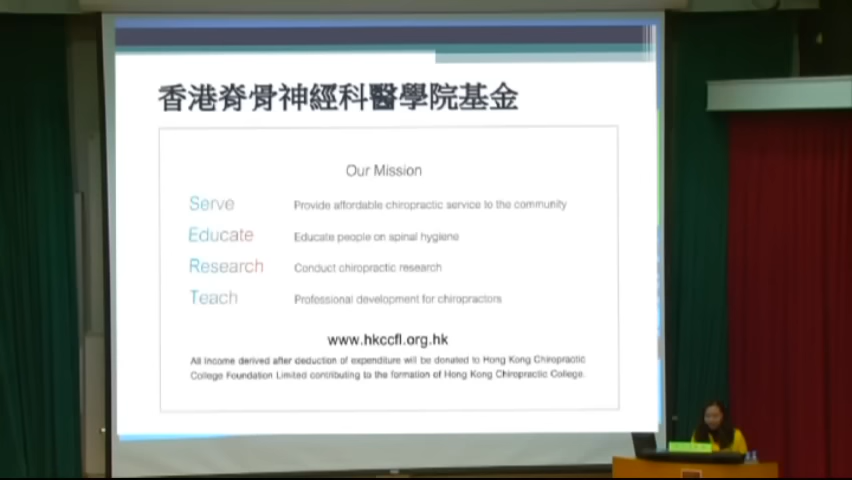 香港脊骨神經科醫學院基金
Our Mission
Serve Provide affordable chiropractic service to the community
Educate Educate people on spinal hygiene
Research Conduct chiropractic research
Teach Professional development for chiropractors
www.hkccfl.org.hk
All income derived after deduction of expenditure will be donated to Hong Kong Chiropractic
College Foundation Limited contributing to the formation of Hong Kong Chiropractic College.